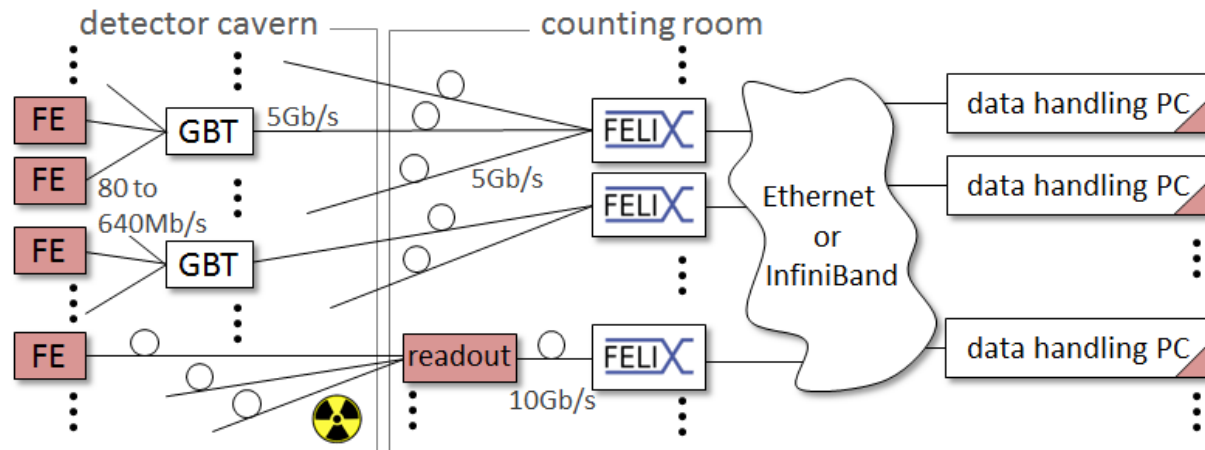 detector cavern
counting room
FE
GBT
5Gb/s
FELIX
data handling PC
FE
80 to
640Mb/s
5Gb/s
FELIX
Ethernet
or
InfiniBand
data handling PC
FE
GBT
FE
readout
10Gb/s
FELIX
data handling PC